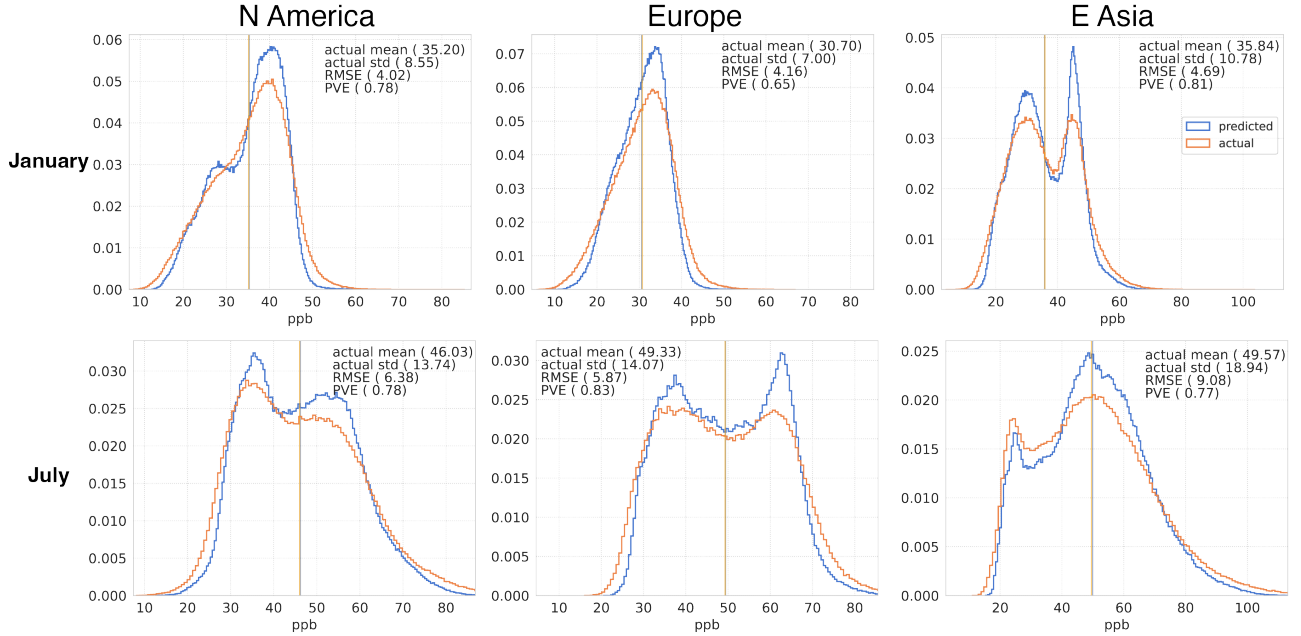 N America
Europe
E Asia
January
July
actual mean ( 35.20)
actual std ( 8.55)
RMSE ( 4.02)
PVE ( 0.78)
0.06
0.05
0.04
0.03
0.02
0.01
0.00
10 20 30 40 50 60 70 80
ppb
actual mean ( 30.70)
actual std ( 7.00)
RMSE ( 4.16)
PVE ( 0.65)
0.07
0.06
0.05
0.04
0.03
0.02
0.01
0.00
10 20 30 40 50 60 70 80
ppb
actual mean ( 35.84)
actual std ( 10.78)
RMSE ( 4.69)
PVE ( 0.81)
predicted
actual
0.05
0.04
0.03
0.02
0.01
0.00
20 40 60 80 100
ppb
actual mean ( 46.03)
actual std ( 13.74)
RMSE ( 6.38)
PVE ( 0.78)
0.030
0.025
0.020
0.015
0.010
0.005
0.000
10 20 30 40 50 60 70 80
ppb
actual mean ( 49.33)
actual std ( 14.07)
RMSE ( 5.87)
PVE ( 0.83)
0.030
0.025
0.020
0.015
0.010
0.005
0.000
10 20 30 40 50 60 70 80
ppb
actual mean ( 49.57)
actual std ( 18.94)
RMSE ( 9.08)
PVE ( 0.77)
0.025
0.020
0.015
0.010
0.005
0.000
20 40 60 80 100
ppb